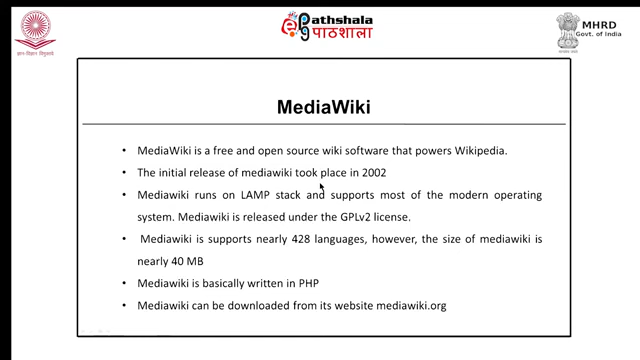 Pathshala
पाठशाला
MHRD
Govt. of India
MediaWiki
• MediaWiki is a free and open source wiki software that powers Wikipedia.
• The initial release of mediawiki took place in 2002
• Mediawiki runs on LAMP stack and supports most of the modern operating
system. Mediawiki is released under the GPLv2 license.
• Mediawiki is supports nearly 428 languages, however, the size of mediawiki is
nearly 40 MB
• Mediawiki is basically written in PHP
• Mediawiki can be downloaded from its website mediawiki.org